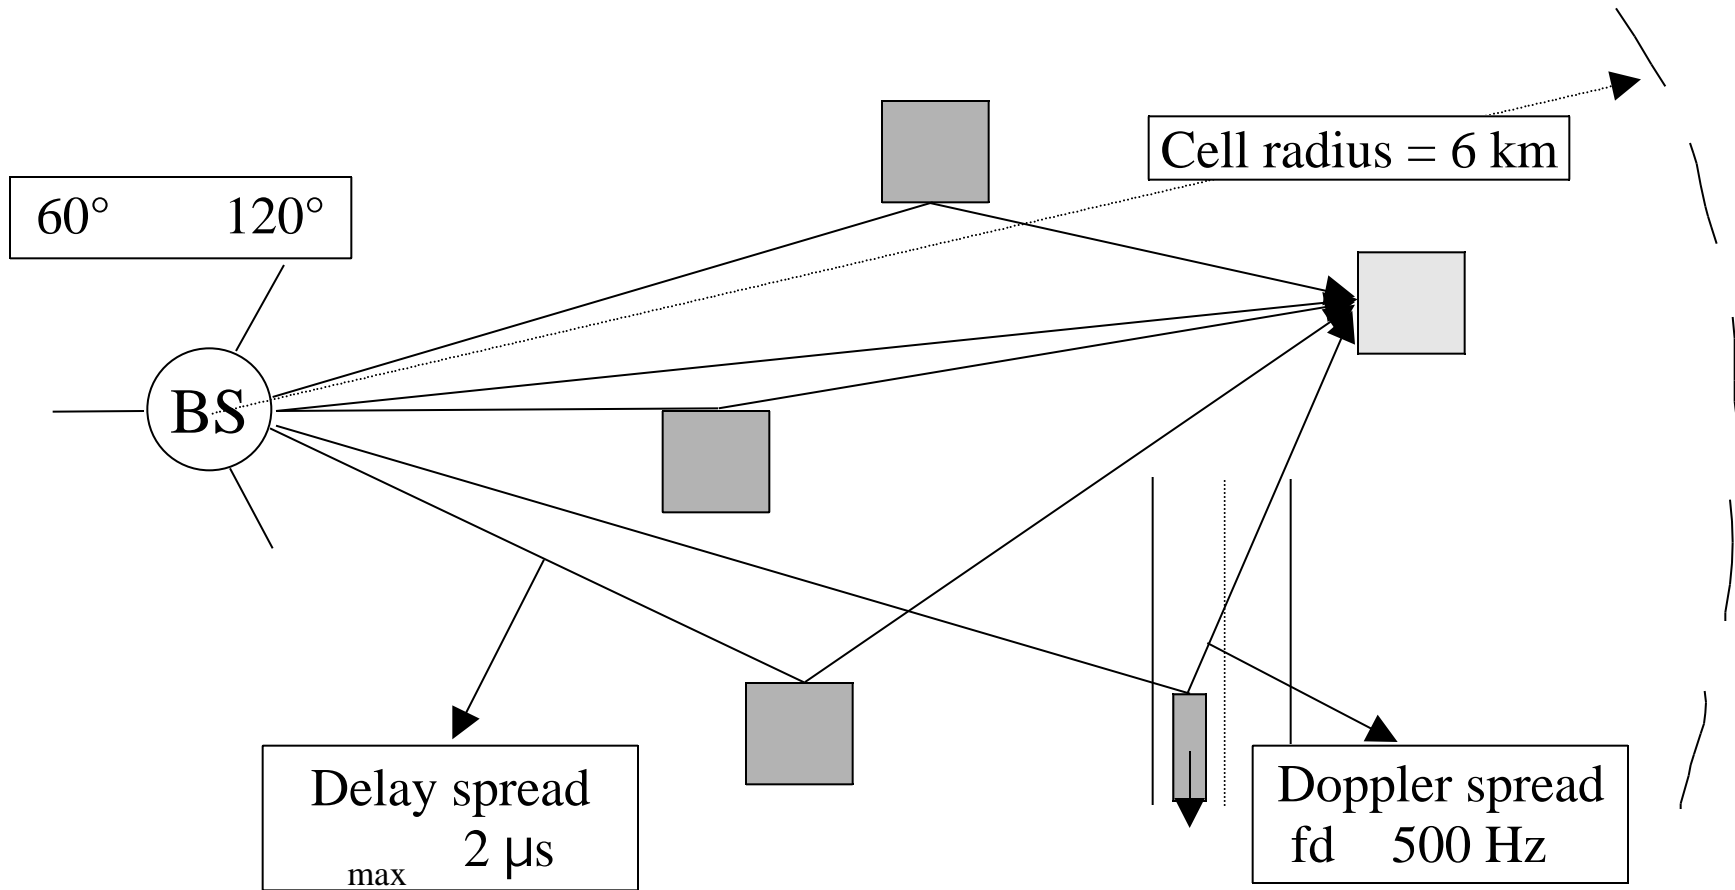 Cell radius = 6 km
60° 120°
BS
Delay spread
max 2 µs
Doppler spread
fd 500 Hz